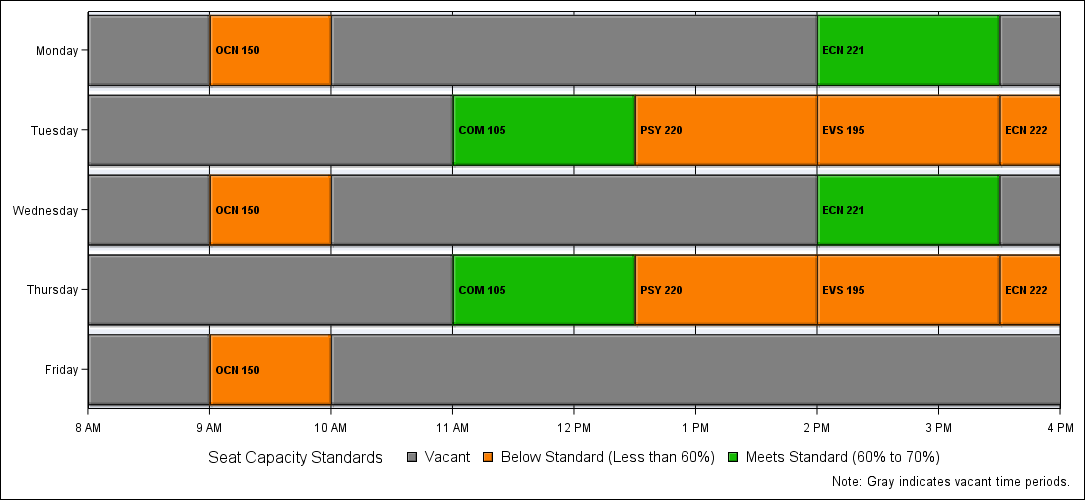 Monday OCN 150 ECN 221
Tuesday COM 105 PSY 220 EVS 195 ECN 222
Wednesday OCN 150 ECN 221
Thursday COM 105 PSY 220 EVS 195 ECN 222
Friday OCN 150
8 AM 9 AM 10 AM 11 AM 12 PM 1 PM 2 PM 3 PM 4 PM
Seat Capacity Standards Vacant Below Standard (Less than 60%) Meets Standard (60% to 70%)
Note: Gray indicates vacant time periods.